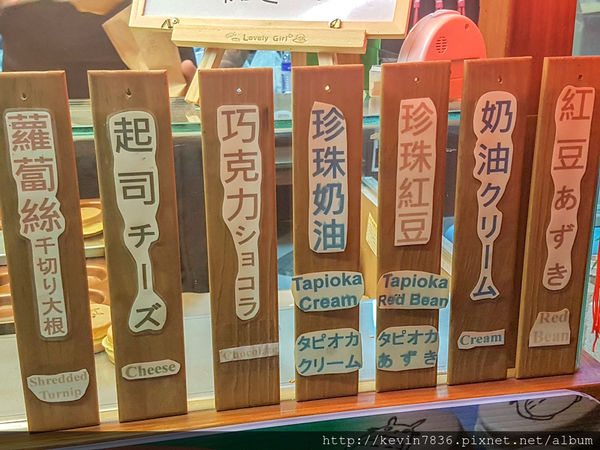 Lovely Girl
蘿蔔絲千切り大根
Shredded
Turnip
起司チーズ
Cheese
巧克力ショコラ
Chocolate
珍珠奶油
Tapioka
Cream
タピオカ
クリーム
珍珠紅豆
Tapioka
Red Bean
タピオカ
あずき
奶油クリーム
Cream
紅豆あずき
Red
Bean
http://kevin7836.pixnet.net/album